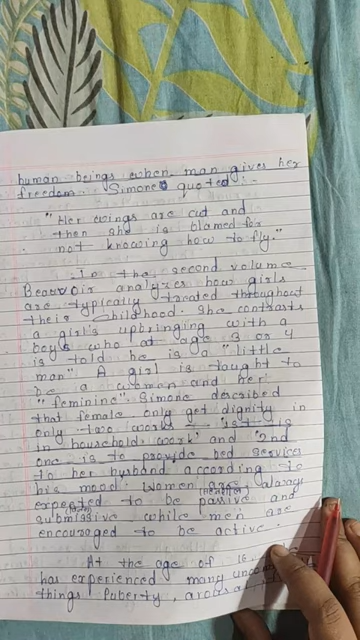 human beings when man gives her
freedom. Simone quoted :-
"Her wings are cut and
then she is blamed for
not knowing how to fly."
In the second volume
Beauvoir analyzes how girls
are typically treated throughout
their childhood. She contrasts
a girl's upbringing with a
boys who at age 3 or 4
is told he is a "little
man". A girl is taught to
be a woman and her
"feminine". Simone described
that female only get dignity in
only two works - 'Ist is
in household work' and '2nd
one is to provide bed services
to her husband according to
his mood. Women are always
expected to be passive and
submissive while men are
encouraged to be active.
At the age of
has experienced many
things Puberty,